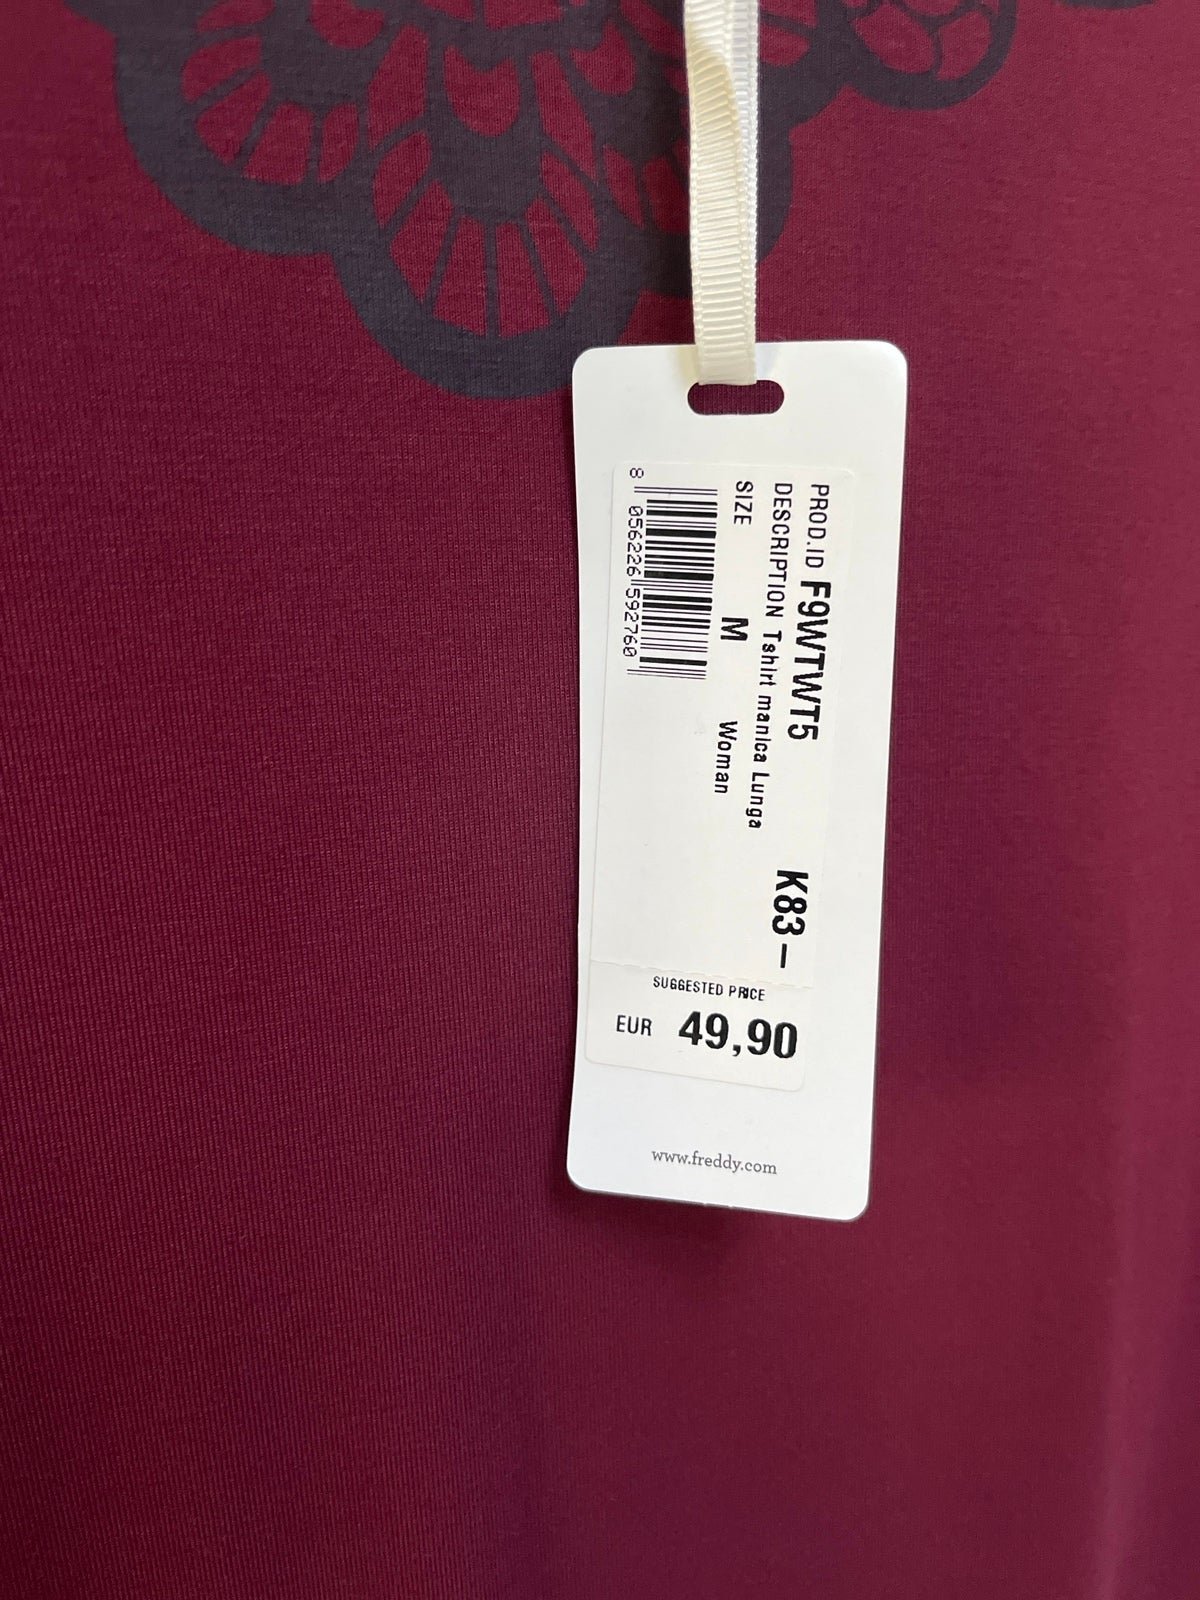 PROD.ID F9WTWT5 K83-
DESCRIPTION Tshirt manica Lunga
SIZE M Woman
8 056226 592760
SUGGESTED PRICE
EUR 49,90
www.freddy.com